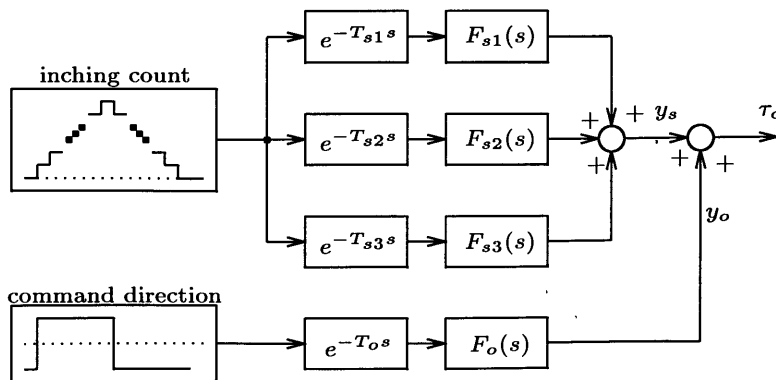 inching count
e^{-T_{s1}s} F_{s1}(s)
e^{-T_{s2}s} F_{s2}(s)
e^{-T_{s3}s} F_{s3}(s)
+ + + y_s + + τ_c
+
y_o
command direction
e^{-T_o s} F_o(s)